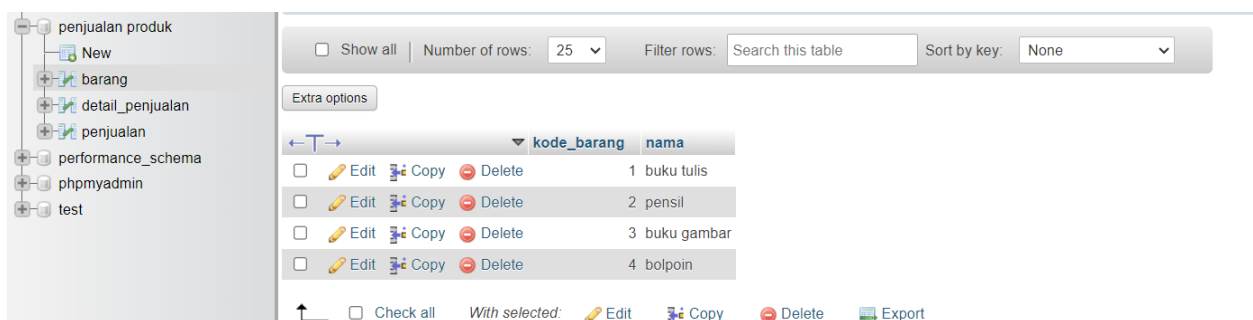 penjualan produk
New
barang
detail_penjualan
penjualan
performance_schema
phpmyadmin
test
Show all Number of rows: 25 Filter rows: Search this table Sort by key: None
Extra options
kode_barang nama
Edit Copy Delete 1 buku tulis
Edit Copy Delete 2 pensil
Edit Copy Delete 3 buku gambar
Edit Copy Delete 4 bolpoin
Check all With selected: Edit Copy Delete Export